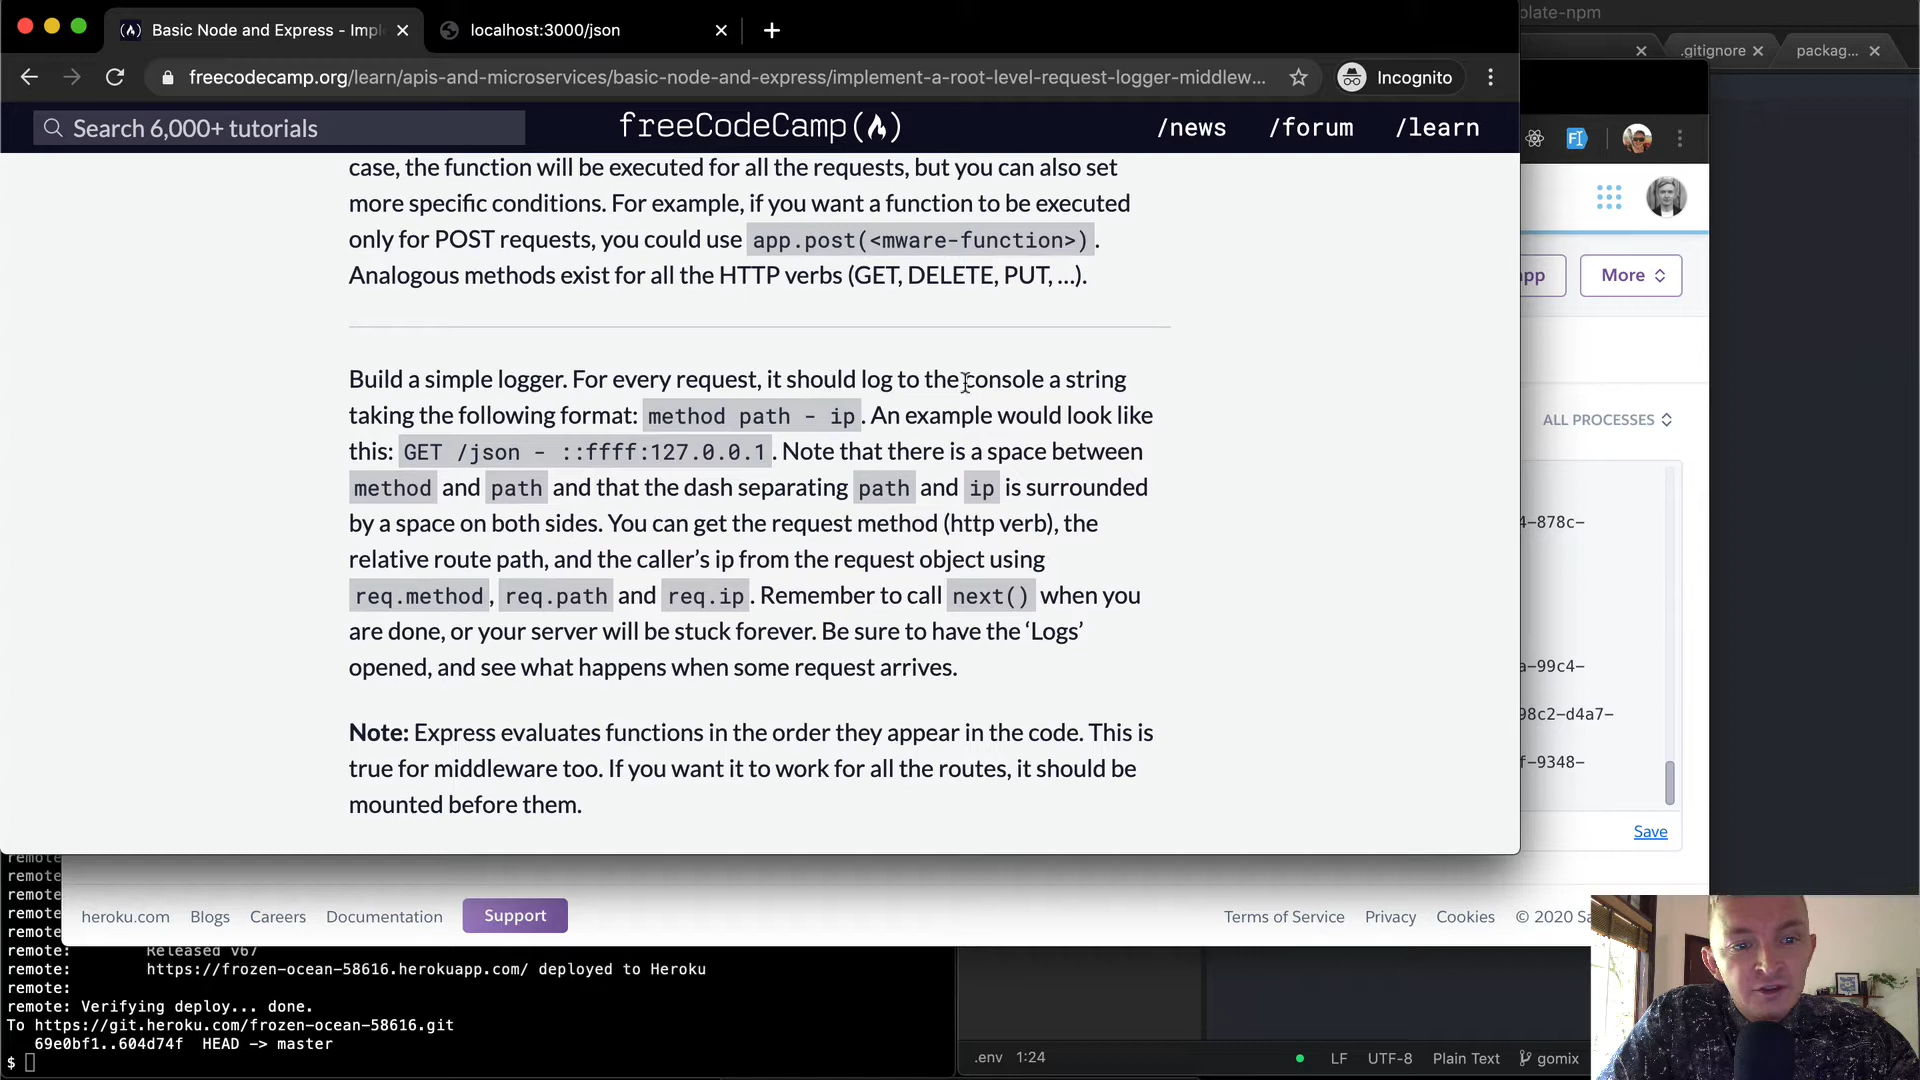 plate-npm
Basic Node and Express - Impl
localhost:3000/json
.gitignore
packag...
freecodecamp.org/learn/apis-and-microservices/basic-node-and-express/implement-a-root-level-request-logger-middlew...
Incognito
Search 6,000+ tutorials
freeCodeCamp
/news
/forum
/learn
case, the function will be executed for all the requests, but you can also set
more specific conditions. For example, if you want a function to be executed
only for POST requests, you could use app.post(<mware-function>).
Analogous methods exist for all the HTTP verbs (GET, DELETE, PUT, …).
More
Build a simple logger. For every request, it should log to the console a string
taking the following format: method path - ip. An example would look like
this: GET /json - ::ffff:127.0.0.1. Note that there is a space between
method and path and that the dash separating path and ip is surrounded
by a space on both sides. You can get the request method (http verb), the
relative route path, and the caller’s ip from the request object using
req.method, req.path and req.ip. Remember to call next() when you
are done, or your server will be stuck forever. Be sure to have the ‘Logs’
opened, and see what happens when some request arrives.
Note: Express evaluates functions in the order they appear in the code. This is
true for middleware too. If you want it to work for all the routes, it should be
mounted before them.
ALL PROCESSES
4-878c-
a-99c4-
98c2-d4a7-
f-9348-
Save
heroku.com
Blogs
Careers
Documentation
Support
Terms of Service
Privacy
Cookies
© 2020 Sa
remote
remote
remote
remote
remote
remote: Released v67
remote: https://frozen-ocean-58616.herokuapp.com/ deployed to Heroku
remote:
remote: Verifying deploy... done.
To https://git.heroku.com/frozen-ocean-58616.git
69e0bf1..604d74f HEAD -> master
$
.env
1:24
LF
UTF-8
Plain Text
gomix